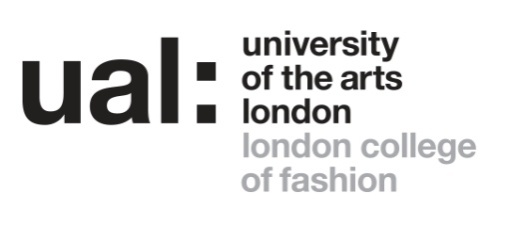 ual:
university
of the arts
london
london college
of fashion